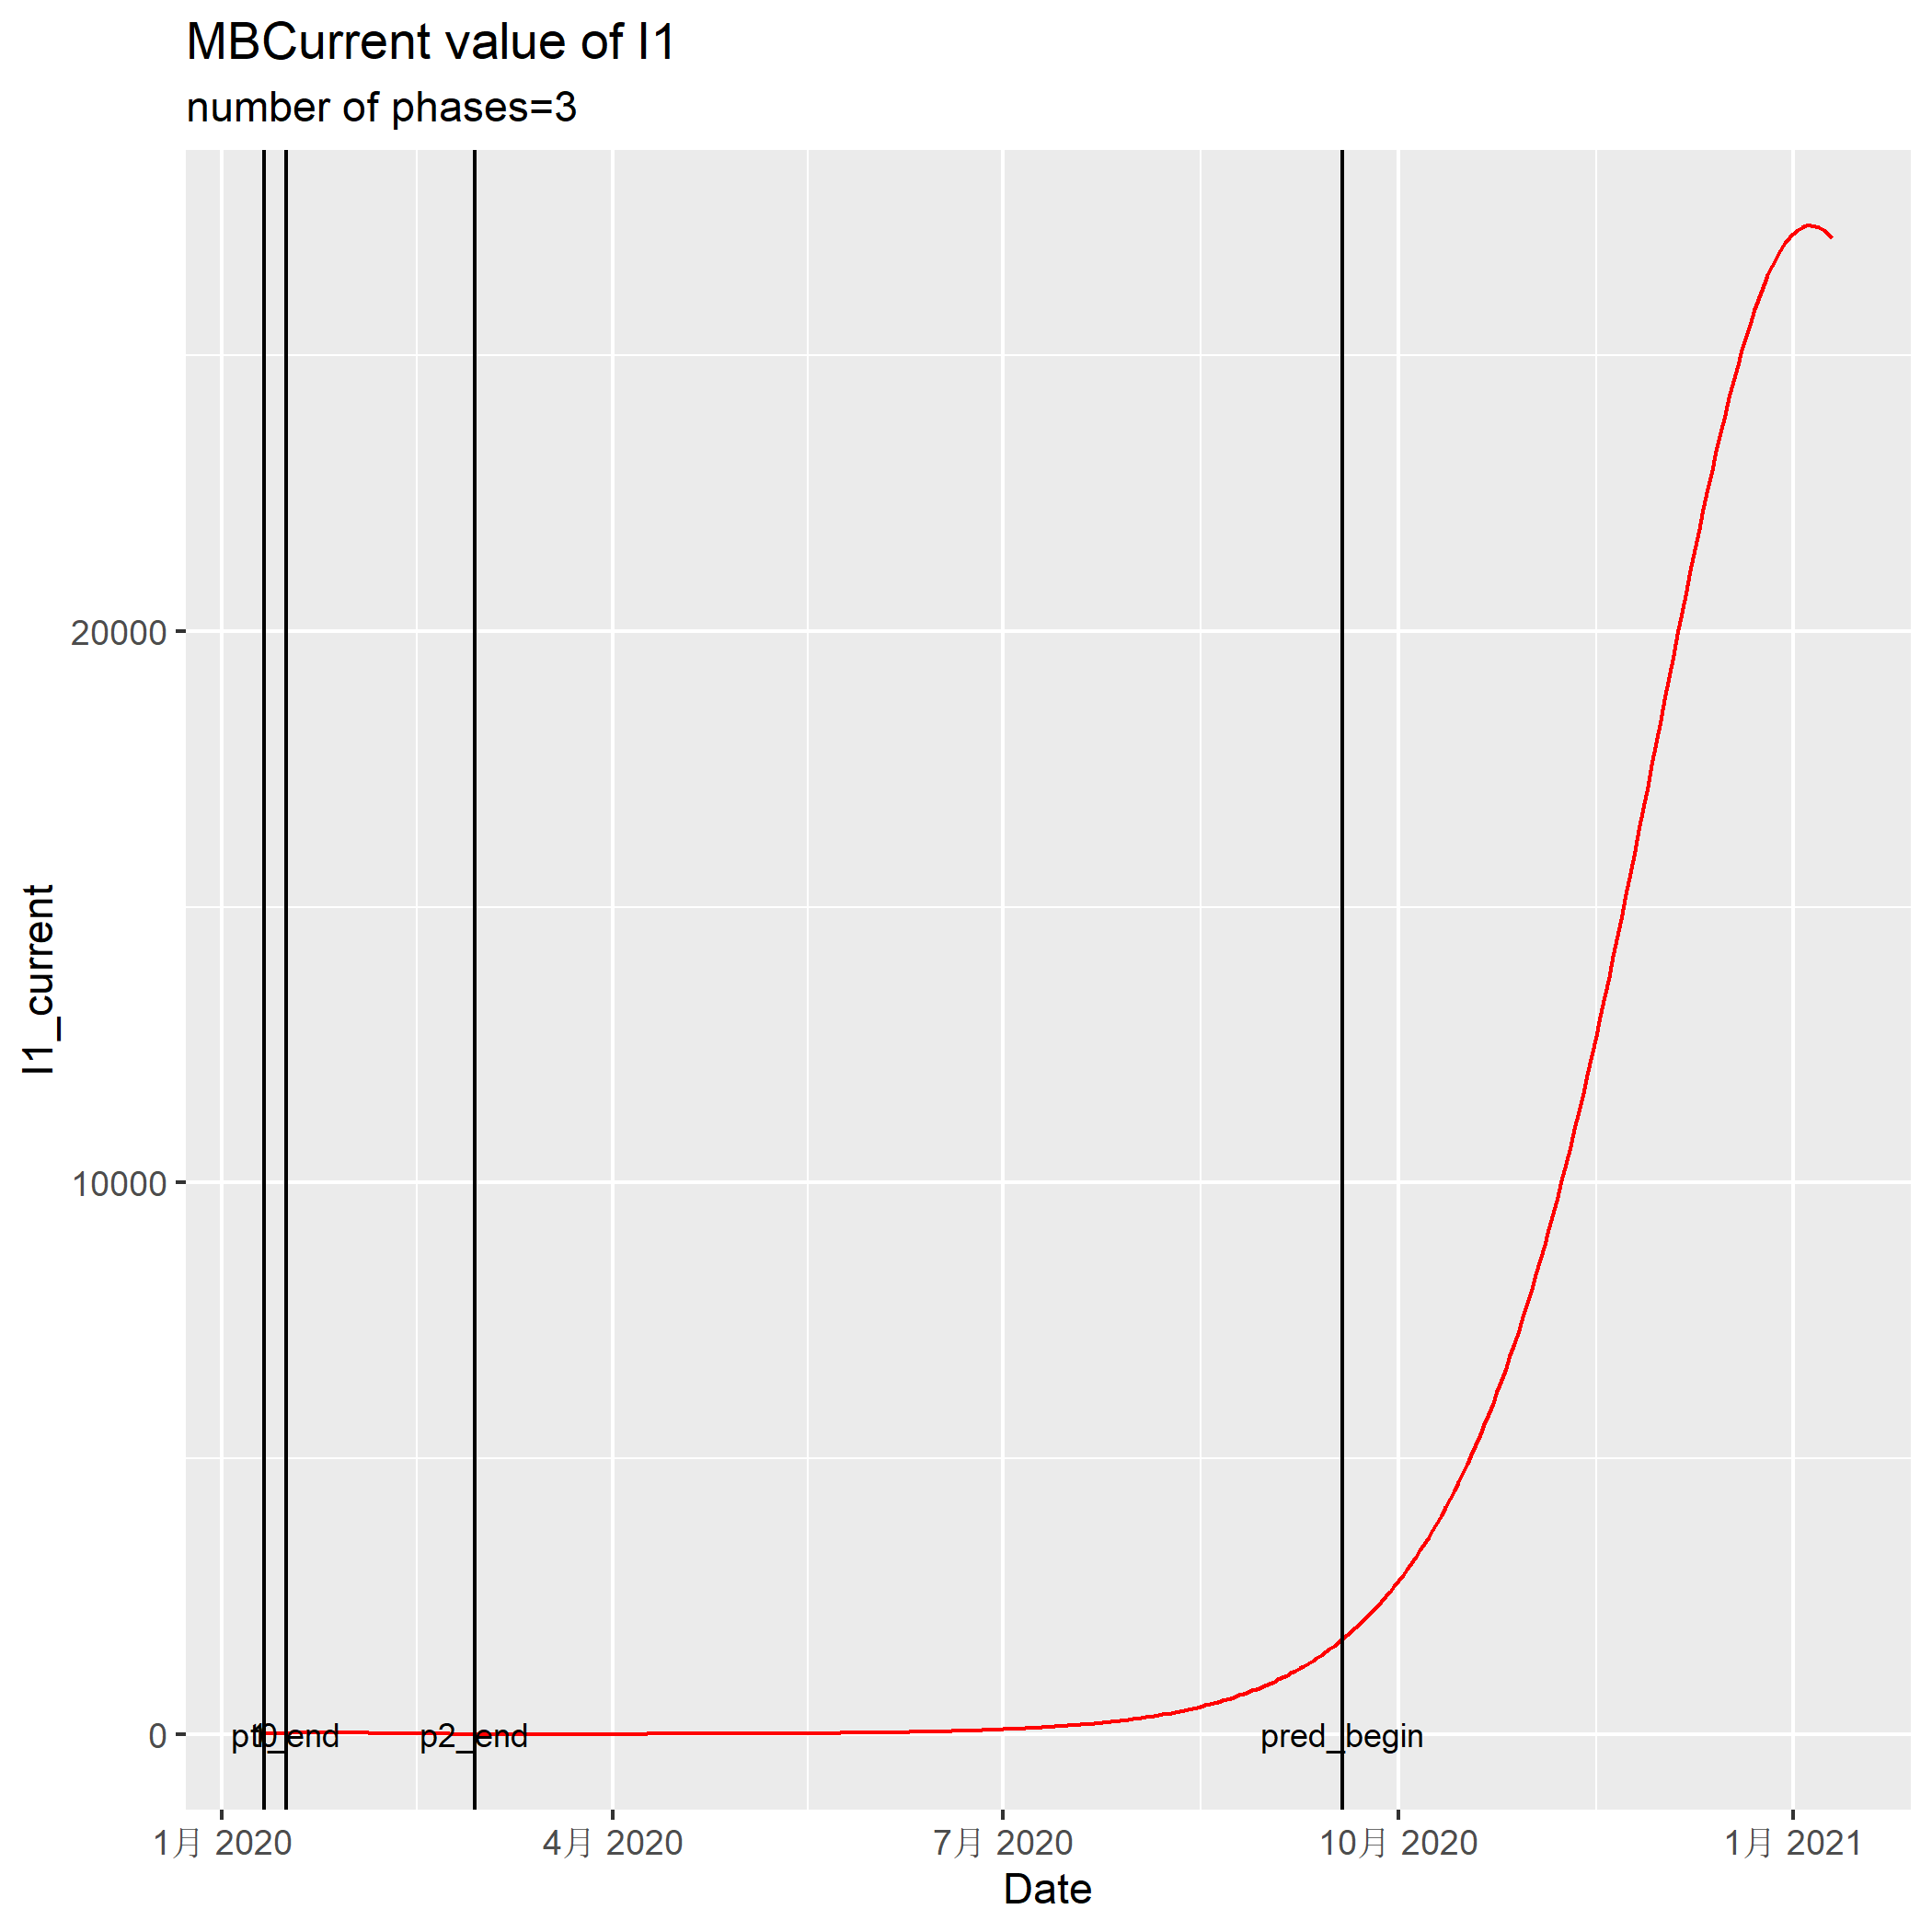 MBCurrent value of I1
number of phases=3
I1_current
20000
10000
0
p2_end
pred_begin
1月 2020
4月 2020
7月 2020
10月 2020
1月 2021
Date